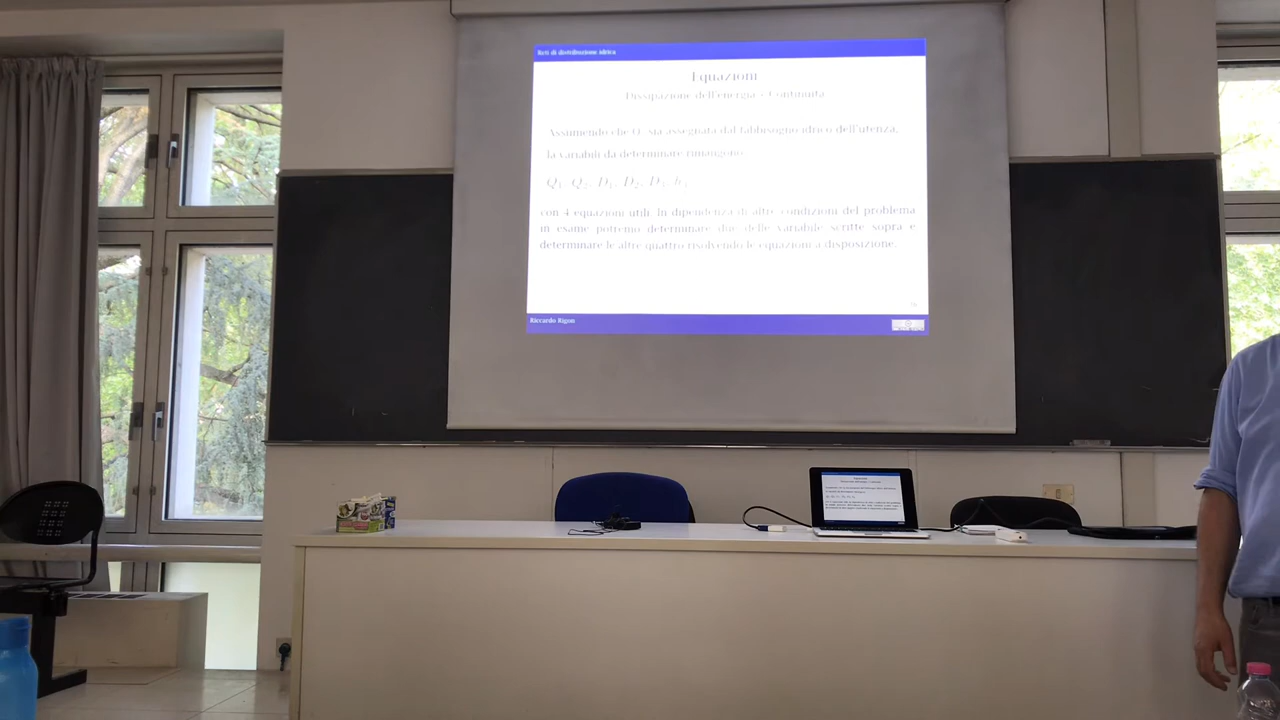 Reti di distribuzione idrica
Equazioni
Dissipazione dell'energia - Continuità
Assumendo che Q sia assegnata dal fabbisogno idrico dell'utenza,
la variabili da determinare rimangono:
Q₁, Q₂, D₁, D₂, D₃, h
con 4 equazioni utili. In dipendenza di altre condizioni del problema
in esame potremo determinare due delle variabile scritte sopra e
determinare le altre quattro risolvendo le equazioni a disposizione.
Riccardo Rigon